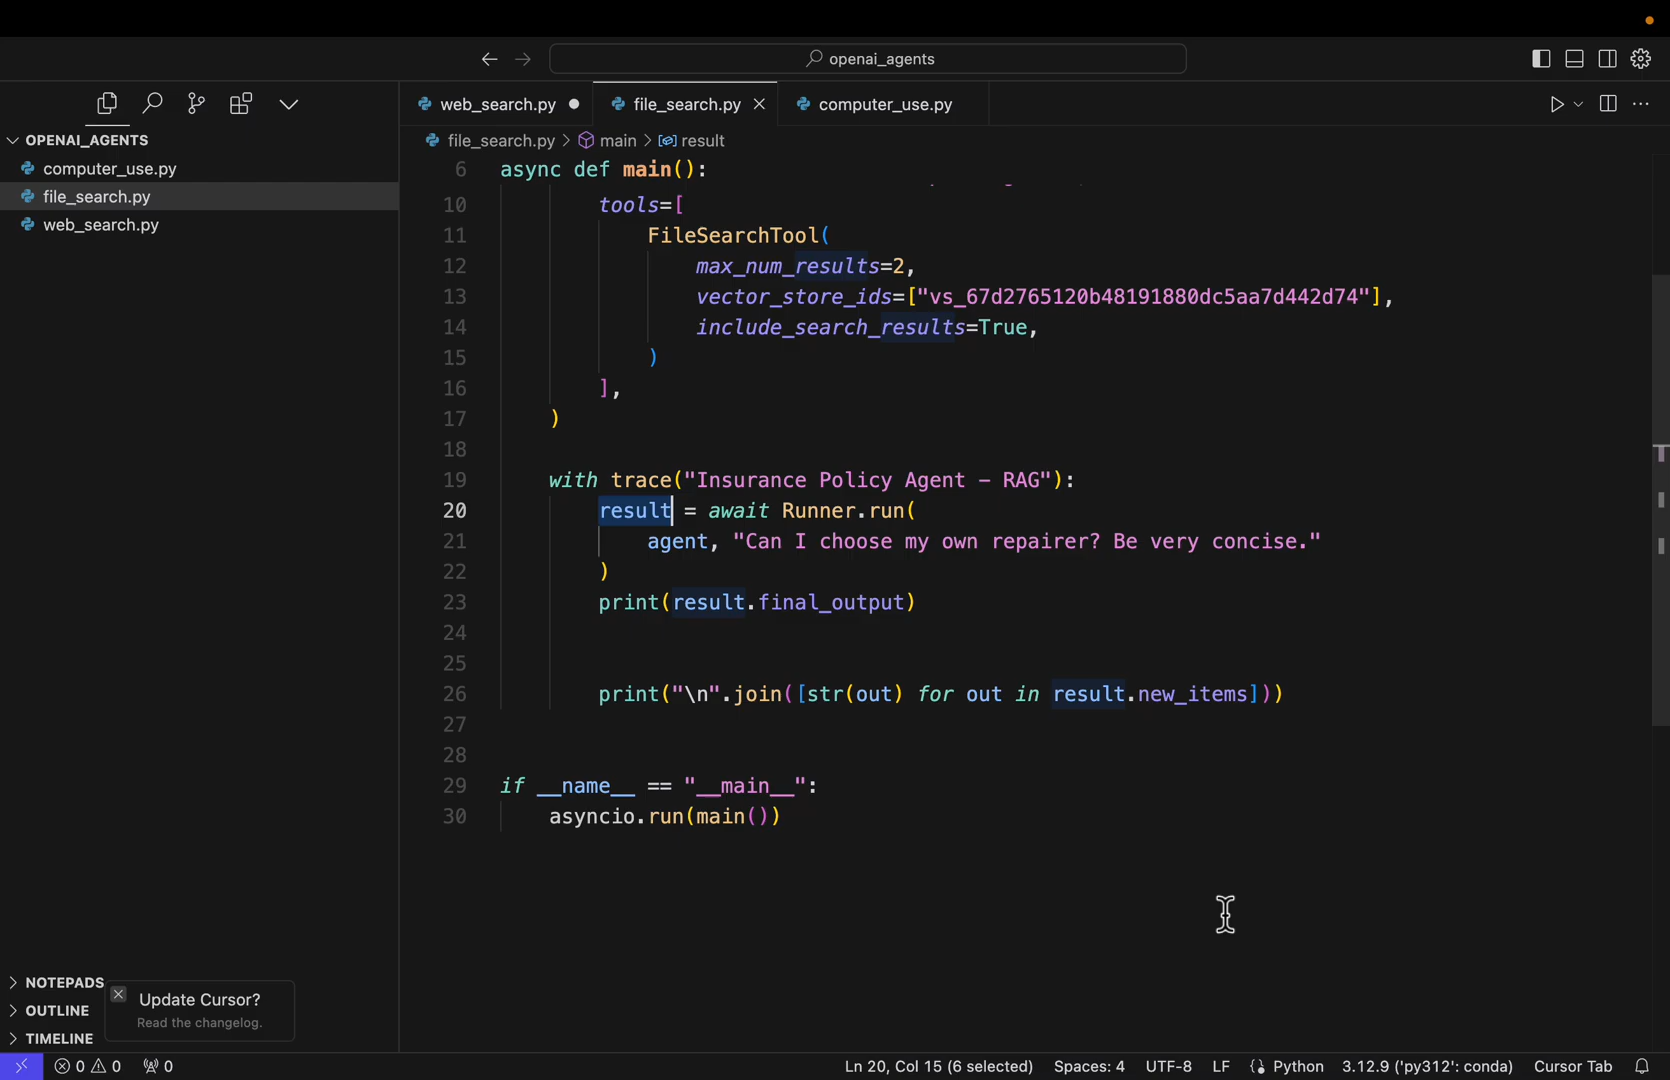 openai_agents
OPENAI_AGENTS
computer_use.py
file_search.py
web_search.py
web_search.py
file_search.py
computer_use.py
file_search.py > main > result
6 async def main():
10 tools=[
11 FileSearchTool(
12 max_num_results=2,
13 vector_store_ids=["vs_67d2765120b48191880dc5aa7d442d74"],
14 include_search_results=True,
15 )
16 ],
17 )
18
19 with trace("Insurance Policy Agent – RAG"):
20 result = await Runner.run(
21 agent, "Can I choose my own repairer? Be very concise."
22 )
23 print(result.final_output)
24
25
26 print("\n".join([str(out) for out in result.new_items]))
27
28
29 if __name__ == "__main__":
30 asyncio.run(main())
NOTEPADS
OUTLINE
TIMELINE
Update Cursor?
Read the changelog.
0 0 0
Ln 20, Col 15 (6 selected) Spaces: 4 UTF-8 LF Python 3.12.9 ('py312': conda) Cursor Tab